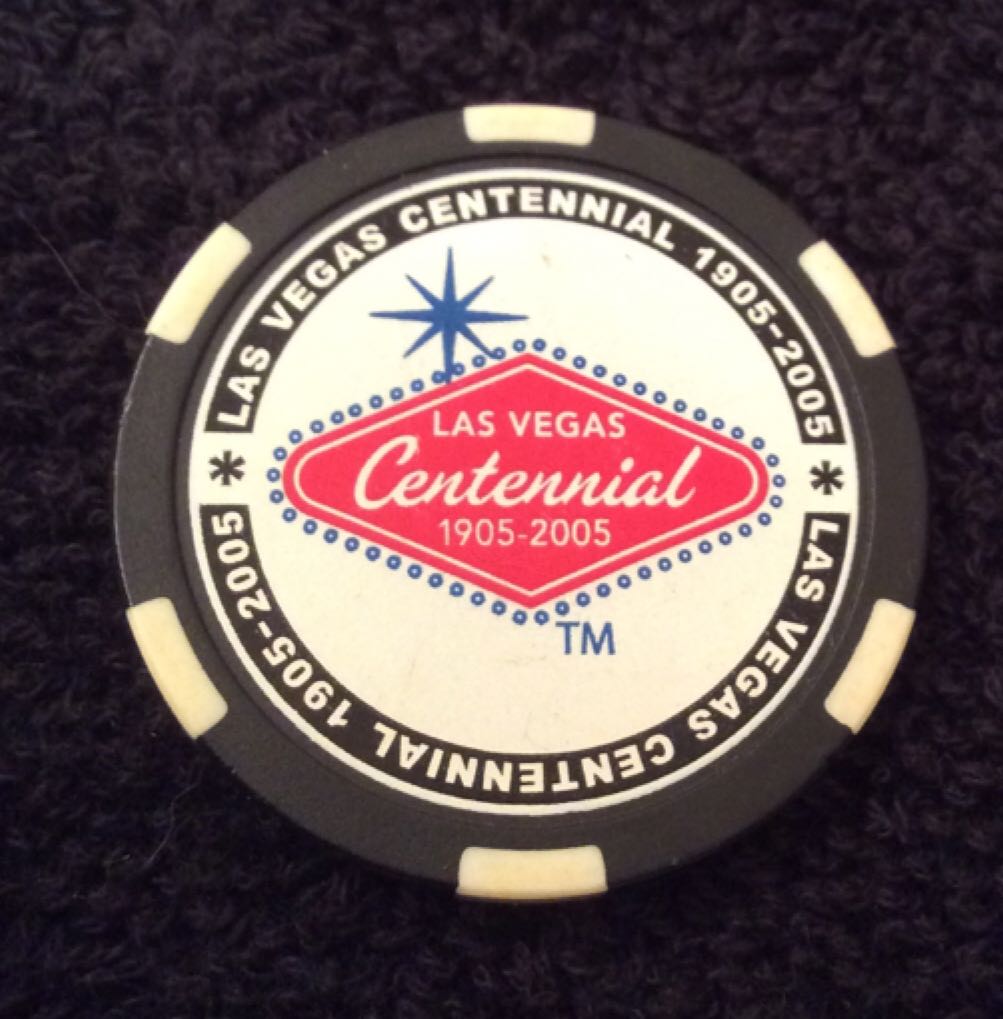 LAS VEGAS CENTENNIAL 1905-2005
*
*
LAS VEGAS
Centennial
1905-2005
TM
LAS VEGAS CENTENNIAL 1905-2005